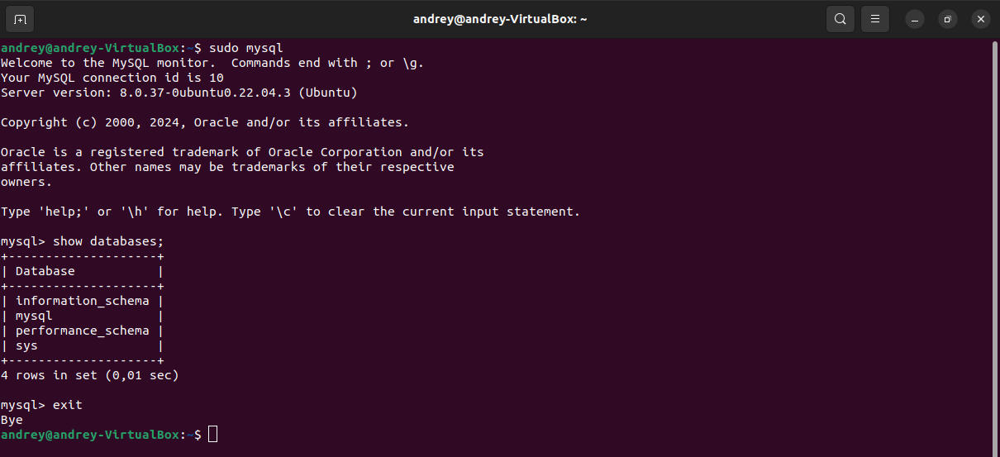 andrey@andrey-VirtualBox: ~
andrey@andrey-VirtualBox:~$ sudo mysql
Welcome to the MySQL monitor.  Commands end with ; or \g.
Your MySQL connection id is 10
Server version: 8.0.37-0ubuntu0.22.04.3 (Ubuntu)
Copyright (c) 2000, 2024, Oracle and/or its affiliates.
Oracle is a registered trademark of Oracle Corporation and/or its
affiliates. Other names may be trademarks of their respective
owners.
Type 'help;' or '\h' for help. Type '\c' to clear the current input statement.
mysql> show databases;
+--------------------+
| Database           |
+--------------------+
| information_schema |
| mysql              |
| performance_schema |
| sys                |
+--------------------+
4 rows in set (0,01 sec)
mysql> exit
Bye
andrey@andrey-VirtualBox:~$